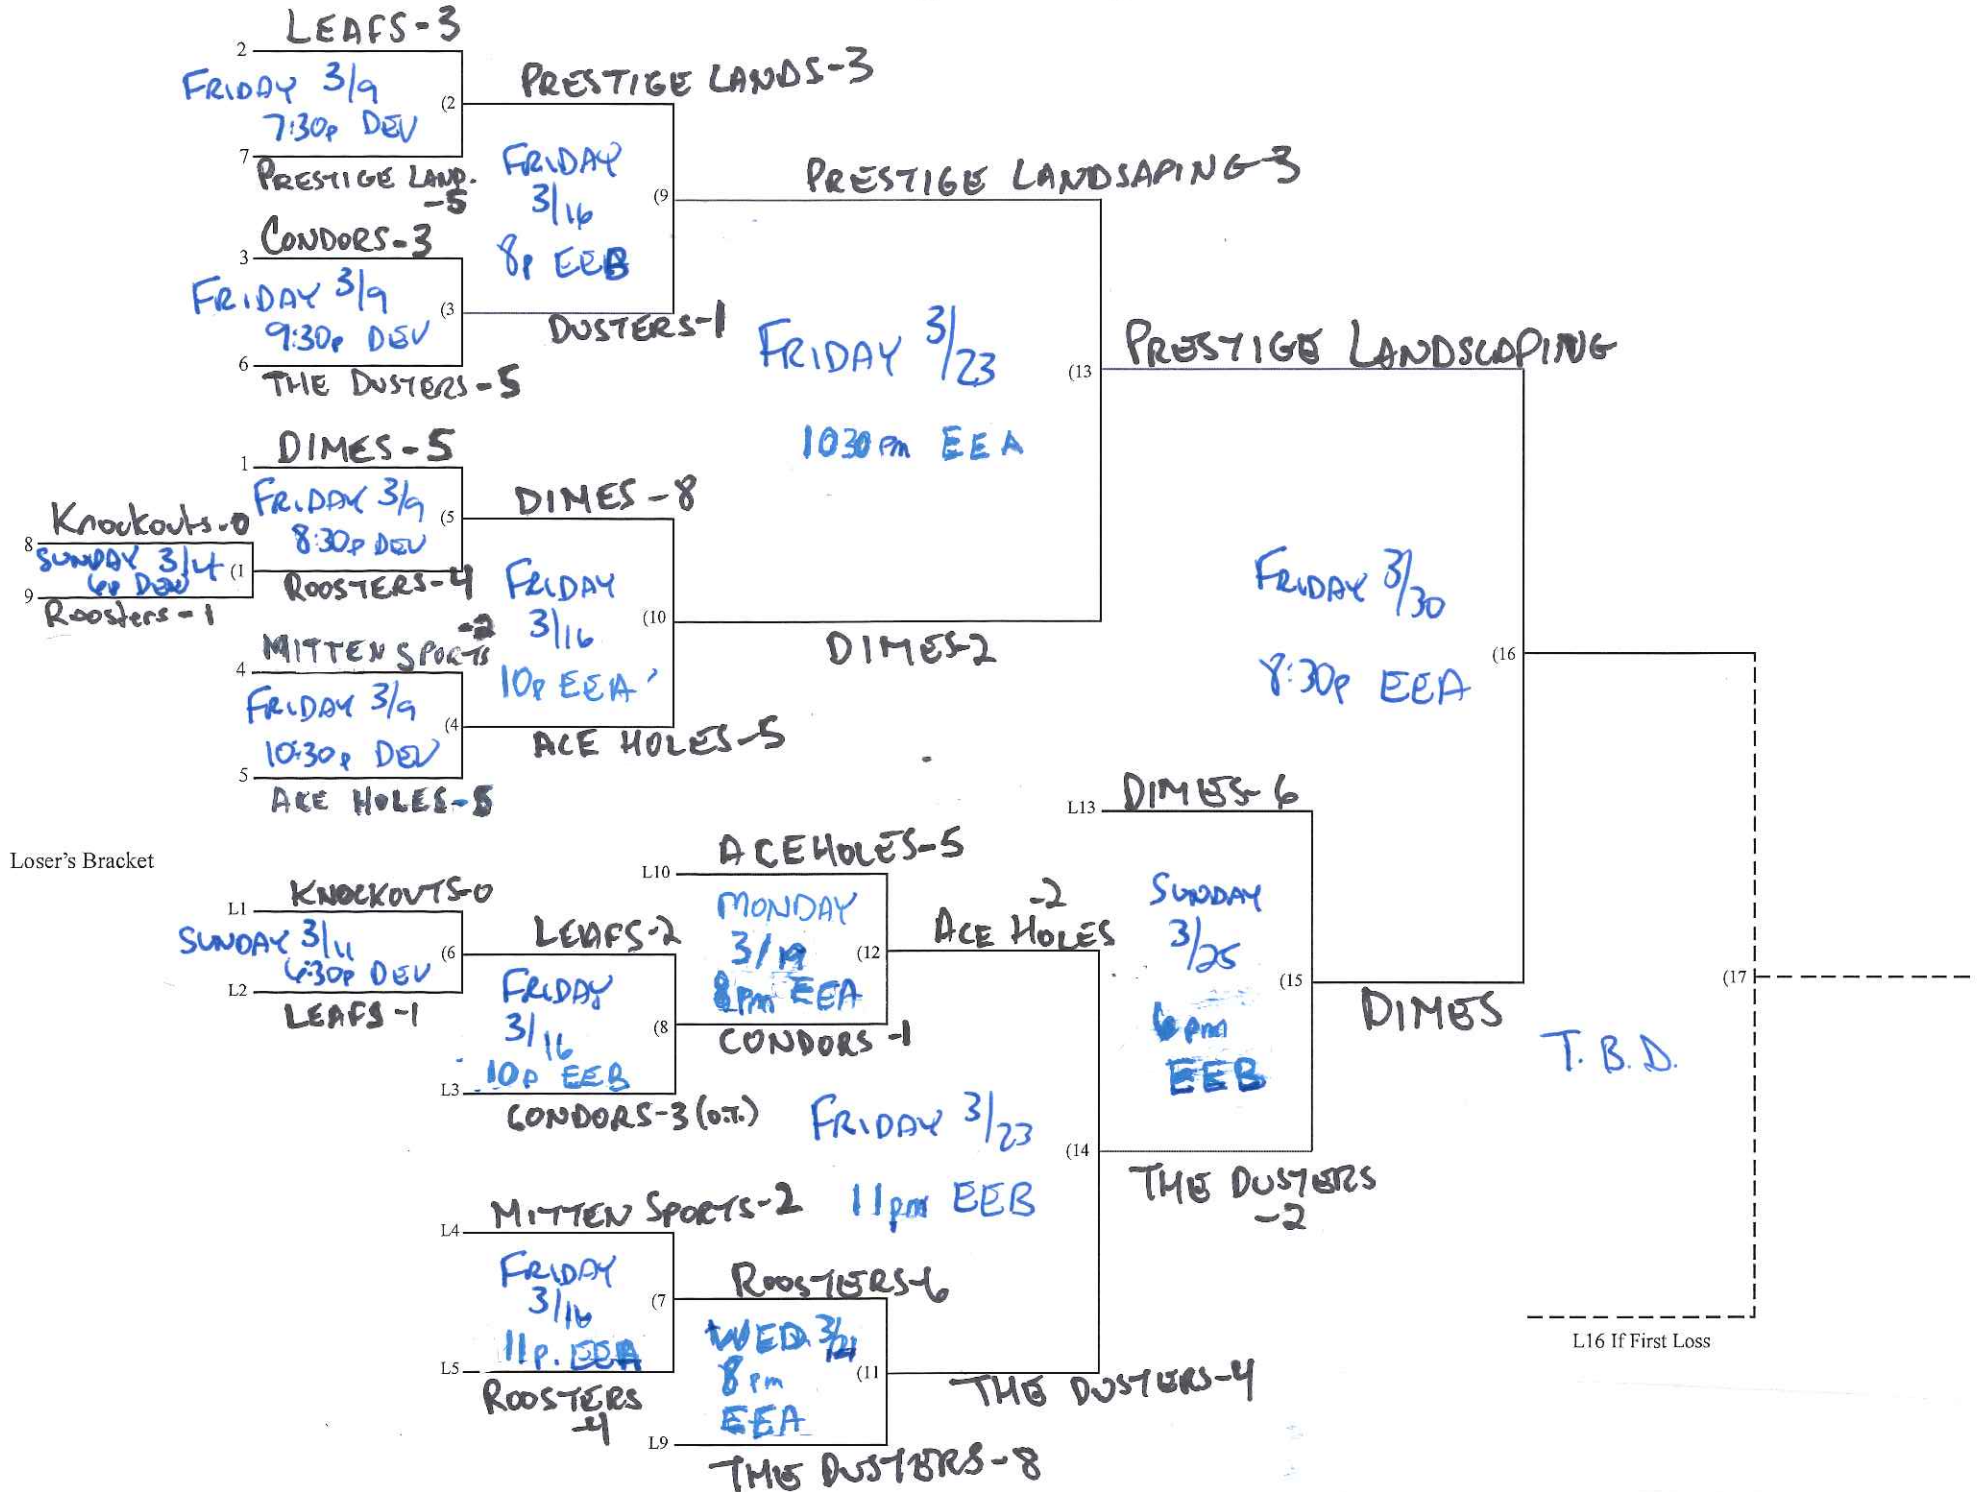 LEAFS-3
2
FRIDAY 3/9
7:30p DEV
(2
7
PRESTIGE LAND.
-5
PRESTIGE LANDS-3
CONDORS-3
3
FRIDAY 3/9
9:30p DEV
(3
6
THE DUSTERS-5
FRIDAY
3/16
8p EEB
(9
DUSTERS-1
PRESTIGE LANDSAPING-3
DIMES-5
1
FRIDAY 3/9
8:30p DEV
(5
Knockouts-0
8
SUNDAY 3/4
6p DEV
(1
9
Roosters-1
ROOSTERS-4
DIMES-8
MITTEN SPORTS
-2
4
FRIDAY 3/9
10:30p DEV
(4
5
ACE HOLES-5
FRIDAY
3/16
10p EEA
(10
ACE HOLES-5
FRIDAY 3/23
1030pm EEA
(13
DIMES-2
PRESTIGE LANDSCAPING
FRIDAY 3/30
8:30p EEA
(16
Loser's Bracket
KNOCKOUTS-0
L1
SUNDAY 3/11
6:30p DEV
(6
L2
LEAFS-1
LEAFS-2
FRIDAY
3/16
10p EEB
(8
L3
CONDORS-3 (O.T.)
ACEHOLES-5
L10
MONDAY
3/19
8pm EEA
(12
CONDORS-1
-2
ACE HOLES
MITTEN SPORTS-2
L4
FRIDAY
3/16
11p. EEA
(7
L5
ROOSTERS
-4
ROOSTERS-6
WED 3/21
8pm
EEA
(11
L9
THE DUSTERS-8
FRIDAY 3/23
11pm EEB
(14
THE DUSTERS-4
L13
DIMES-6
SUNDAY
3/25
6pm
EEB
(15
THE DUSTERS
-2
DIMES
(17
T.B.D.
L16 If First Loss